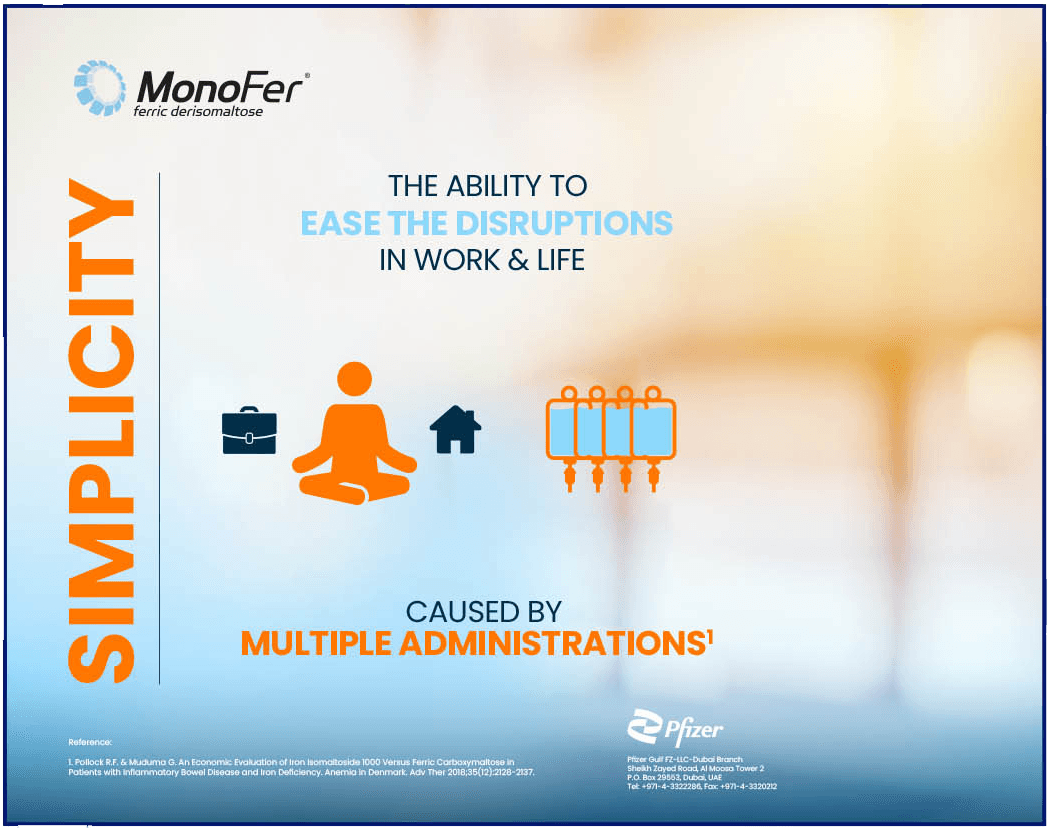 MonoFer®
ferric derisomaltose
SIMPLICITY
THE ABILITY TO
EASE THE DISRUPTIONS
IN WORK & LIFE
CAUSED BY
MULTIPLE ADMINISTRATIONS¹
Reference:
1. Pollock R.F. & Muduma G. An Economic Evaluation of Iron Isomaltoside 1000 Versus Ferric Carboxymaltose in
Patients with Inflammatory Bowel Disease and Iron Deficiency. Anemia in Denmark. Adv Ther 2018;35(12):2128-2137.
Pfizer
Pfizer Gulf FZ-LLC-Dubai Branch
Sheikh Zayed Road, Al Moosa Tower 2
P.O. Box 29553, Dubai, UAE
Tel: +971-4-3322286, Fax: +971-4-3320212